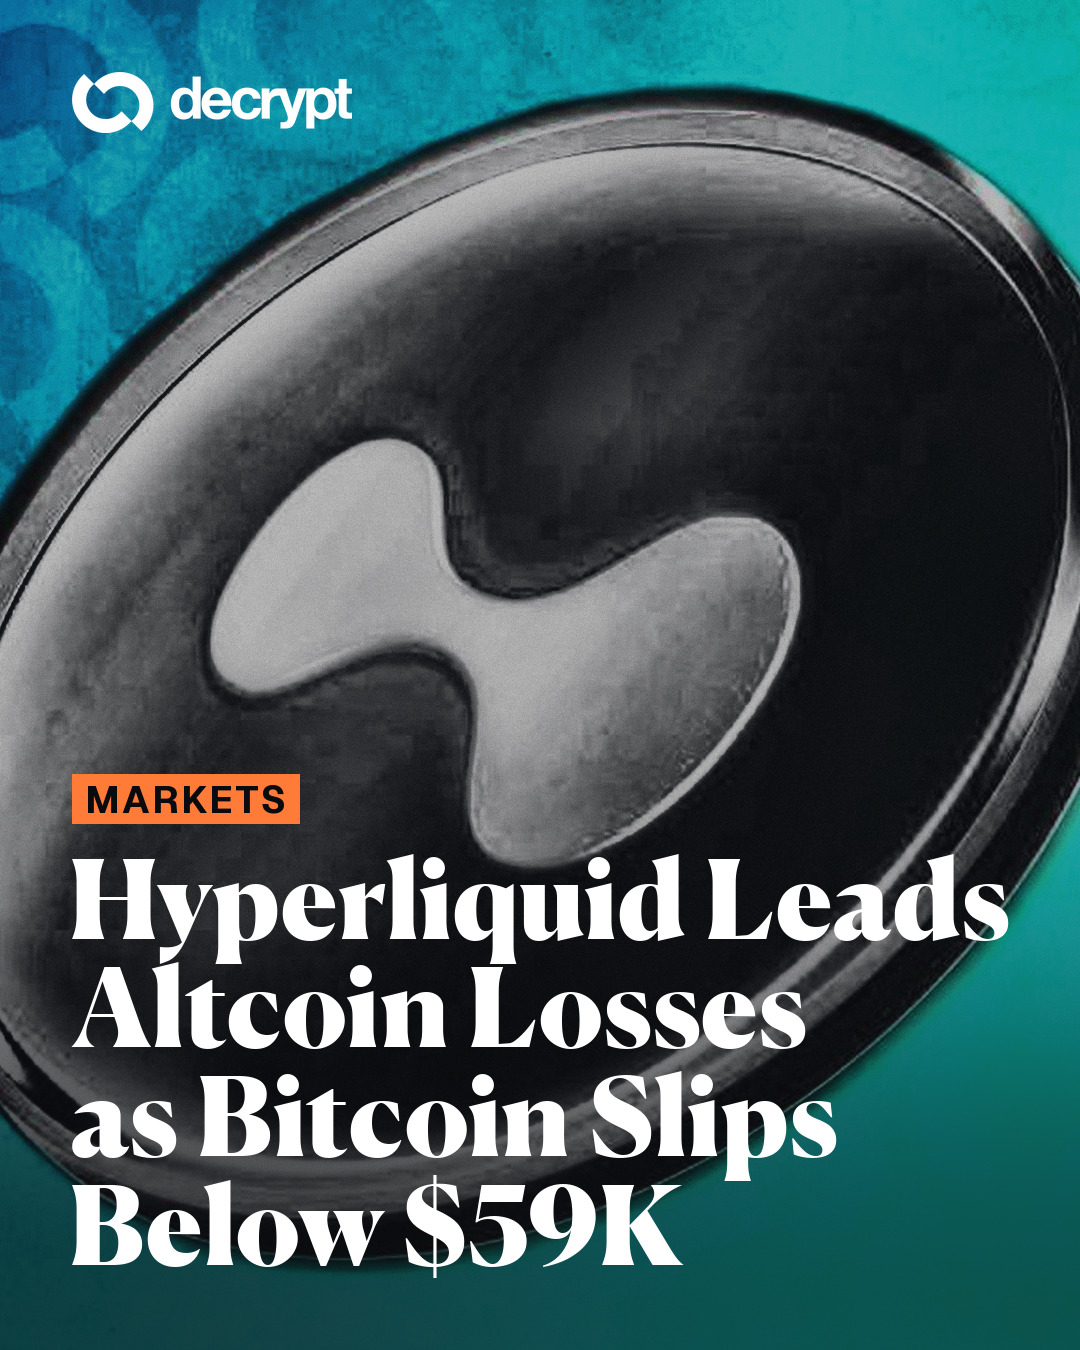 decrypt
MARKETS
Hyperliquid Leads
Altcoin Losses
as Bitcoin Slips
Below $59K